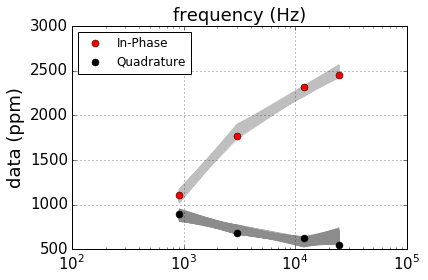 frequency (Hz)
3000
In-Phase
Quadrature
2500
2000
1500
1000
500
data (ppm)
10² 10³ 10⁴ 10⁵